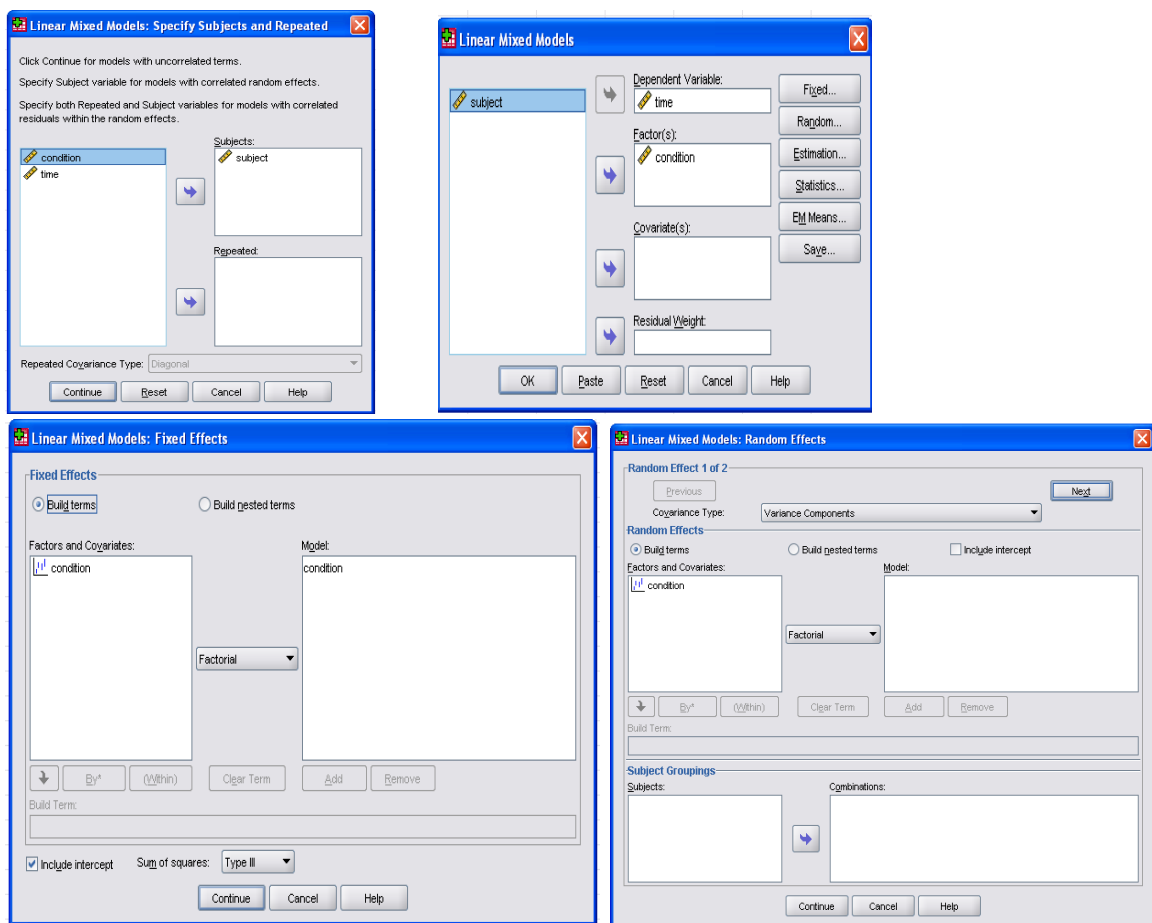 Linear Mixed Models: Specify Subjects and Repeated
Click Continue for models with uncorrelated terms.
Specify Subject variable for models with correlated random effects.
Specify both Repeated and Subject variables for models with correlated
residuals within the random effects.
Subjects:
condition
subject
time
Repeated:
Repeated Covariance Type: Diagonal
Continue Reset Cancel Help
Linear Mixed Models
Dependent Variable:
subject
time
Factor(s):
condition
Covariate(s):
Residual Weight:
Fixed...
Random...
Estimation...
Statistics...
EM Means...
Save...
OK Paste Reset Cancel Help
Linear Mixed Models: Fixed Effects
Fixed Effects
Build terms Build nested terms
Factors and Covariates: Model:
condition condition
Factorial
By* (Within) Clear Term Add Remove
Build Term:
Include intercept Sum of squares: Type III
Continue Cancel Help
Linear Mixed Models: Random Effects
Random Effect 1 of 2
Previous Next
Covariance Type: Variance Components
Random Effects
Build terms Build nested terms Include intercept
Factors and Covariates: Model:
condition
Factorial
By* (Within) Clear Term Add Remove
Build Term:
Subject Groupings
Subjects: Combinations:
Continue Cancel Help